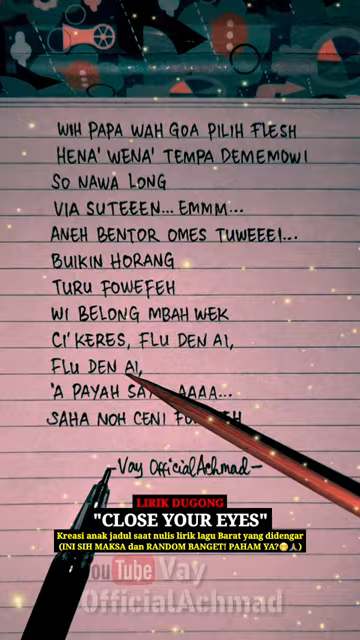 WIH PAPA WAH GOA PILIH FLESH
HENA' WENA' TEMPA DEMEMOWI
SO NAWA LONG
VIA SUTEEEN... EMMM...
ANEH BENTOR OMES TUWEEEI...
BUIKIN HORANG
TURU FOWEFEH
WI BELONG MBAH WEK
CI' KERES, FLU DEN AI,
FLU DEN AI,
'A PAYAH AAAA...
SAHA NOH CENI
-Vay OfficialAchmad-
LIRIK DUGONG
"CLOSE YOUR EYES"
Kreasi anak jadul saat nulis lirik lagu Barat yang didengar
(INI SIH MAKSA dan RANDOM BANGET! PAHAM YA?😁🙏)
YouTube Vay
OfficialAchmad